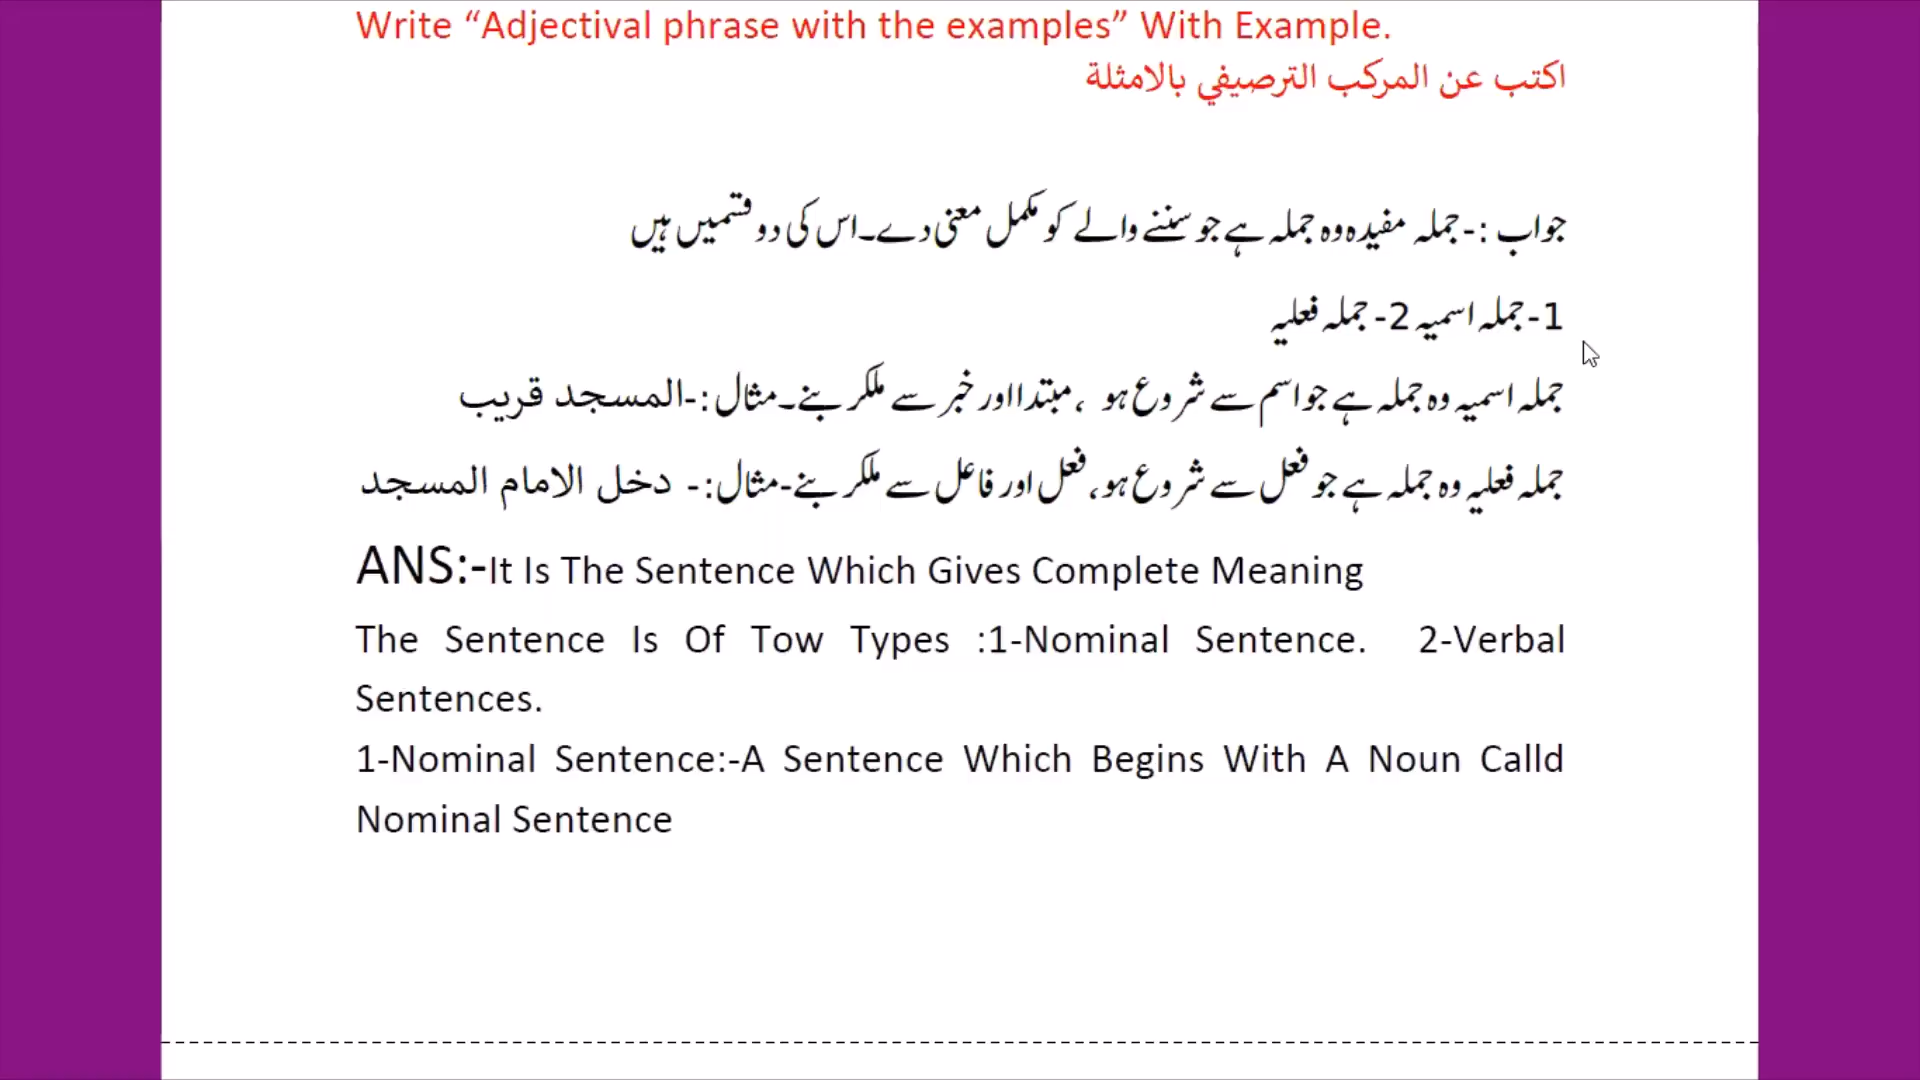 Write “Adjectival phrase with the examples” With Example.
اكتب عن المركب الترصيفي بالامثلة
جواب :-جملہ مفیدہ وہ جملہ ہے جو سننے والے کو مکمل معنی دے۔اس کی دو قسمیں ہیں
1-جملہ اسمیہ 2- جملہ فعلیہ
جملہ اسمیہ وہ جملہ ہے جو اسم سے شروع ہو ،مبتدا اور خبر سے ملکر بنے۔مثال:-المسجد قريب
جملہ فعلیہ وہ جملہ ہے جو فعل سے شروع ہو،فعل اور فاعل سے ملکر بنے-مثال:- دخل الامام المسجد
ANS:-It Is The Sentence Which Gives Complete Meaning
The Sentence Is Of Tow Types :1-Nominal Sentence. 2-Verbal
Sentences.
1-Nominal Sentence:-A Sentence Which Begins With A Noun Calld
Nominal Sentence